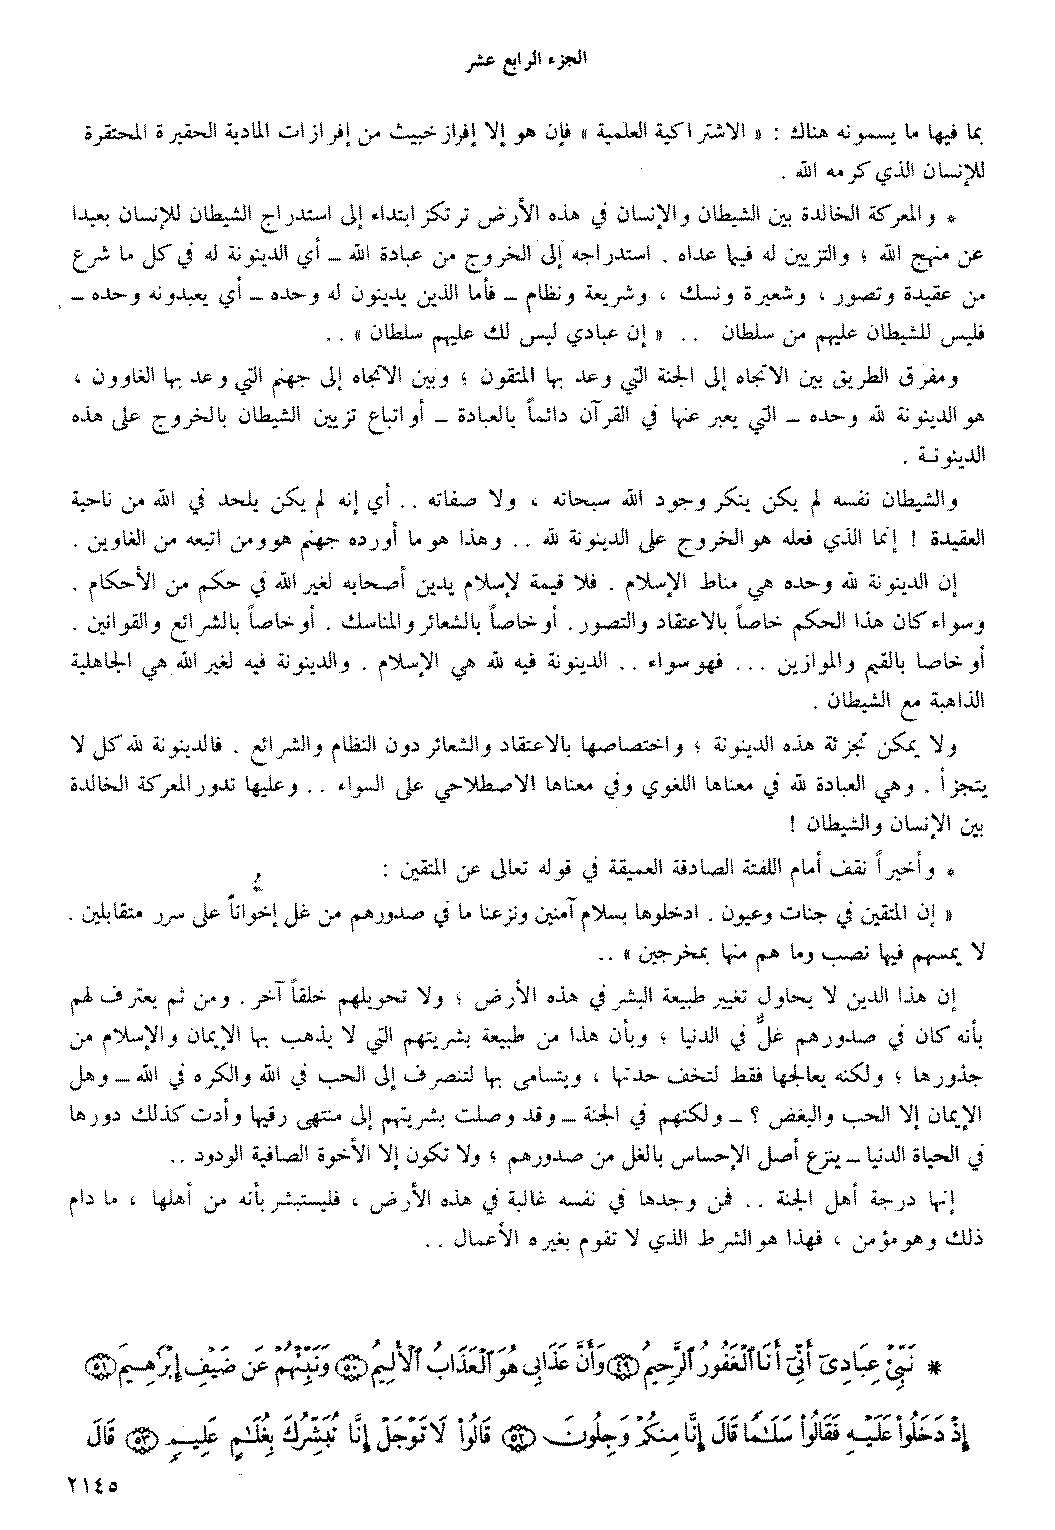 الجزء الرابع عشر
بما فيها ما يسمونه هناك : « الاشتراكية العلمية » فإن هو إلا إفراز خبيث من إفرازات المادية الحقيرة المحتقرة
للإنسان الذي كرمه الله .
* والمعركة الخالدة بين الشيطان والإنسان في هذه الأرض ترتكز ابتداء إلى استدراج الشيطان للإنسان بعيدا
عن منهج الله ؛ والتزيين له فيما عداه . استدراجه إلى الخروج من عبادة الله – أي الدينونة له في كل ما شرع
من عقيدة وتصور ، وشعيرة ونسك ، وشريعة ونظام – فأما الذين يدينون له وحده – أي يعبدونه وحده –
فليس للشيطان عليهم من سلطان .. « إن عبادي ليس لك عليهم سلطان » ..
ومفرق الطريق بين الاتجاه إلى الجنة التي وعد بها المتقون ؛ وبين الاتجاه إلى جهنم التي وعد بها الغاوون ،
هو الدينونة لله وحده – التي يعبر عنها في القرآن دائماً بالعبادة – أو اتباع تزيين الشيطان بالخروج على هذه
الدينونة .
والشيطان نفسه لم يكن ينكر وجود الله سبحانه ، ولا صفاته .. أي إنه لم يكن يلحد في الله من ناحية
العقيدة ! إنما الذي فعله هو الخروج على الدينونة لله .. وهذا هو ما أورده جهنم هو ومن اتبعه من الغاوين .
إن الدينونة لله وحده هي مناط الإسلام . فلا قيمة لإسلام يدين أصحابه لغير الله في حكم من الأحكام .
وسواء كان هذا الحكم خاصاً بالاعتقاد والتصور. أو خاصاً بالشعائر والمناسك . أو خاصاً بالشرائع والقوانين .
أو خاصا بالقيم والموازين ... فهو سواء .. الدينونة فيه لله هي الإسلام . والدينونة فيه لغير الله هي الجاهلية
الذاهبة مع الشيطان .
ولا يمكن تجزئة هذه الدينونة ؛ واختصاصها بالاعتقاد والشعائر دون النظام والشرائع . فالدينونة لله كل لا
يتجزأ . وهي العبادة لله في معناها اللغوي وفي معناها الاصطلاحي على السواء .. وعليها تدور المعركة الخالدة
بين الإنسان والشيطان !
* وأخيراً نقف أمام اللفتة الصادقة العميقة في قوله تعالى عن المتقين :
« إن المتقين في جنات وعيون . ادخلوها بسلام آمنين ونزعنا ما في صدورهم من غل إخواناً على سرر متقابلين .
لا يمسهم فيها نصب وما هم منها بمخرجين » ..
إن هذا الدين لا يحاول تغيير طبيعة البشر في هذه الأرض ؛ ولا تحويلهم خلقاً آخر . ومن ثم يعترف لهم
بأنه كان في صدورهم غلٌّ في الدنيا ؛ وبأن هذا من طبيعة بشريتهم التي لا يذهب بها الإيمان والإسلام من
جذورها ؛ ولكنه يعالجها فقط لتخف حدتها ، ويتسامى بها لتنصرف إلى الحب في الله والكره في الله – وهل
الإيمان إلا الحب والبغض ؟ – ولكنهم في الجنة – وقد وصلت بشريتهم إلى منتهى رقيها وأدت كذلك دورها
في الحياة الدنيا – ينزع أصل الإحساس بالغل من صدورهم ؛ ولا تكون إلا الأخوة الصافية الودود ..
إنها درجة أهل الجنة .. فمن وجدها في نفسه غالبة في هذه الأرض ، فليستبشر بأنه من أهلها ، ما دام
ذلك وهو مؤمن ، فهذا هو الشرط الذي لا تقوم بغيره الأعمال ..
* نَبِّئْ عِبَادِىٓ أَنِّىٓ أَنَا ٱلْغَفُورُ ٱلرَّحِيمُ ﴿٤٩﴾ وَأَنَّ عَذَابِى هُوَ ٱلْعَذَابُ ٱلْأَلِيمُ ﴿٥٠﴾ وَنَبِّئْهُمْ عَن ضَيْفِ إِبْرَٰهِيمَ ﴿٥١﴾
إِذْ دَخَلُوا۟ عَلَيْهِ فَقَالُوا۟ سَلَٰمًا قَالَ إِنَّا مِنكُمْ وَجِلُونَ ﴿٥٢﴾ قَالُوا۟ لَا تَوْجَلْ إِنَّا نُبَشِّرُكَ بِغُلَٰمٍ عَلِيمٍ ﴿٥٣﴾ قَالَ
٢١٤٥